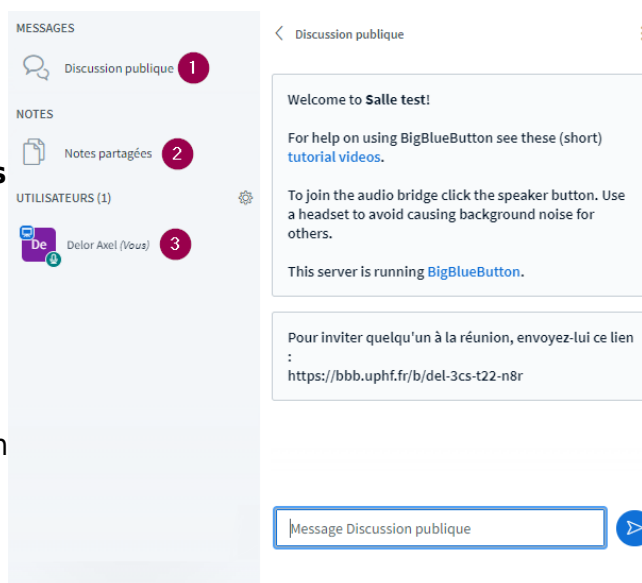 MESSAGES
Discussion publique 1
NOTES
Notes partagées 2
s
UTILISATEURS (1)
De Delor Axel (Vous) 3
n
Discussion publique
Welcome to Salle test!
For help on using BigBlueButton see these (short)
tutorial videos.
To join the audio bridge click the speaker button. Use
a headset to avoid causing background noise for
others.
This server is running BigBlueButton.
Pour inviter quelqu'un à la réunion, envoyez-lui ce lien
:
https://bbb.uphf.fr/b/del-3cs-t22-n8r
Message Discussion publique